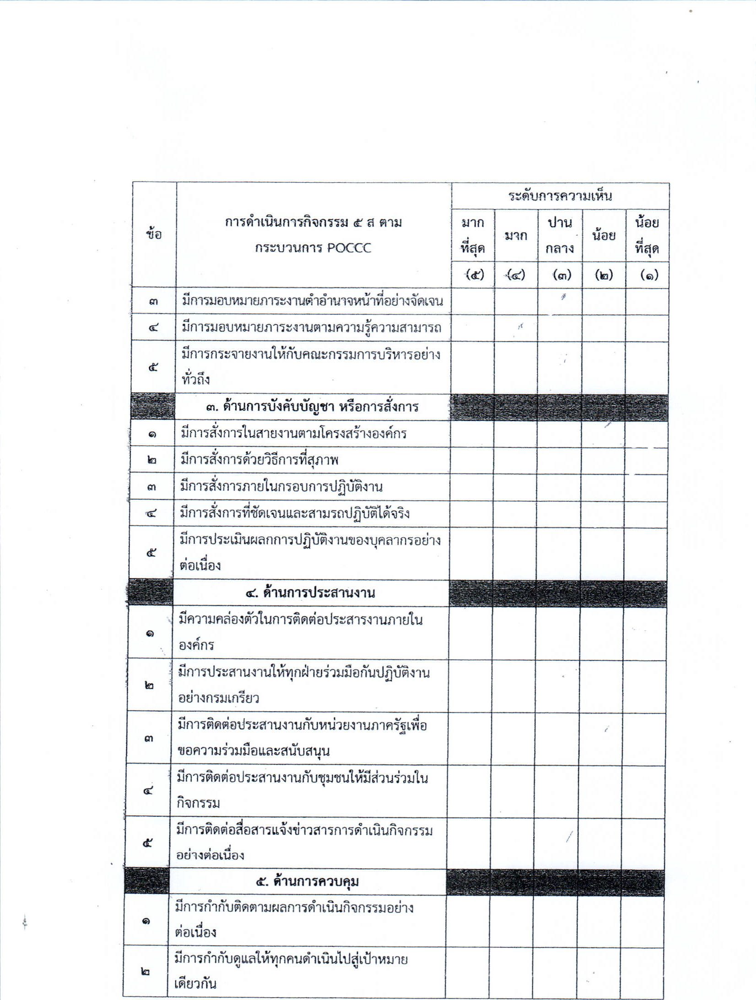 ข้อ
การดำเนินการกิจกรรม ๕ ส ตาม
กระบวนการ POCCC
ระดับการความเห็น
มาก
ที่สุด
มาก
ปาน
กลาง
น้อย
น้อย
ที่สุด
(๕) (๔) (๓) (๒) (๑)
๓ มีการมอบหมายภาระงานตำอำนาจหน้าที่อย่างจัดเจน
๔ มีการมอบหมายภาระงานตามความรู้ความสามารถ
๕ มีการกระจายงานให้กับคณะกรรมการบริหารอย่าง
ทั่วถึง
๓. ด้านการบังคับบัญชา หรือการสั่งการ
๑ มีการสั่งการในสายงานตามโครงสร้างองค์กร
๒ มีการสั่งการด้วยวิธีการที่สุภาพ
๓ มีการสั่งการภายในกรอบการปฏิบัติงาน
๔ มีการสั่งการที่ชัดเจนและสามรถปฏิบัติได้จริง
๕ มีการประเมินผลกการปฏิบัติงานของบุคลากรอย่าง
ต่อเนื่อง
๔. ด้านการประสานงาน
๑ มีความคล่องตัวในการติดต่อประสารงานภายใน
องค์กร
๒ มีการประสานงานให้ทุกฝ่ายร่วมมือกันปฏิบัติงาน
อย่างกรมเกรียว
๓ มีการติดต่อประสานงานกับหน่วยงานภาครัฐเพื่อ
ขอความร่วมมือและสนับสนุน
๔ มีการติดต่อประสานงานกับชุมชนให้มีส่วนร่วมใน
กิจกรรม
๕ มีการติดต่อสื่อสารแจ้งข่าวสารการดำเนินกิจกรรม
อย่างต่อเนื่อง
๕. ด้านการควบคุม
๑ มีการกำกับติดตามผลการดำเนินกิจกรรมอย่าง
ต่อเนื่อง
๒ มีการกำกับดูแลให้ทุกคนดำเนินไปสู่เป้าหมาย
เดียวกัน